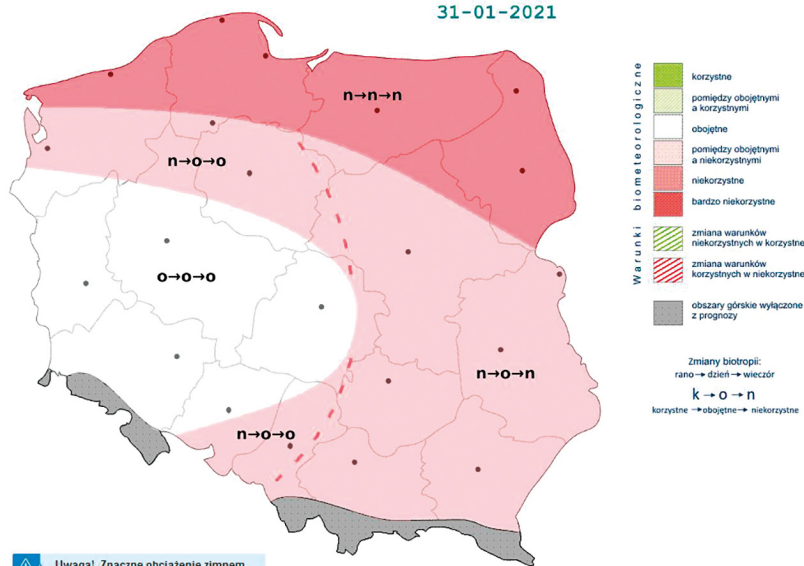 31-01-2021
n→n→n
n→o→o
o→o→o
n→o→n
n→o→o
Warunki biometeorologiczne
korzystne
pomiędzy obojętnymi
a korzystnymi
obojętne
pomiędzy obojętnymi
a niekorzystnymi
niekorzystne
bardzo niekorzystne
zmiana warunków
niekorzystnych w korzystne
zmiana warunków
korzystnych w niekorzystne
obszary górskie wyłączone
z prognozy
Zmiany biotropii:
rano→dzień→wieczór
k→o→n
korzystne→obojętne→niekorzystne
Uwaga! Znaczne obciążenie zimnem